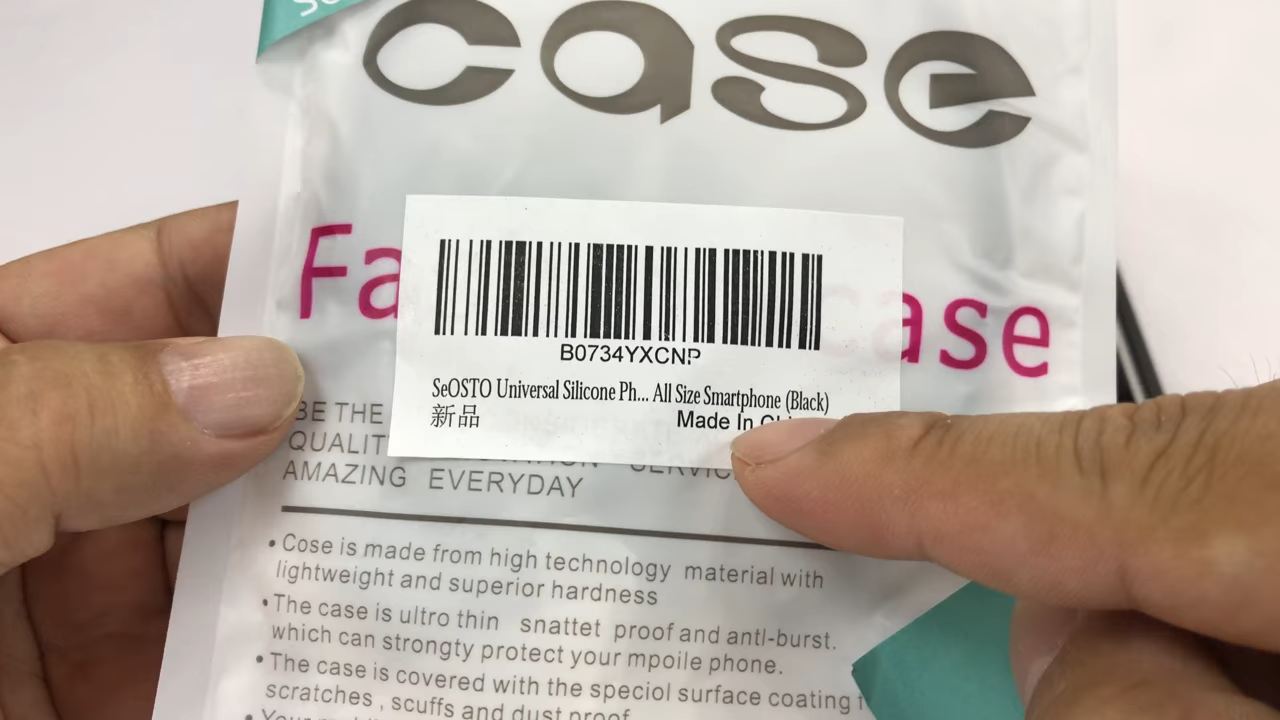 case
Fa ase
B0734YXCNP
SeOSTO Universal Silicone Ph... All Size Smartphone (Black)
新品 Made In
BE THE
AMAZING EVERYDAY
• Cose is made from high technology material with
lightweight and superior hardness
• The case is ultro thin snattet proof and antl-burst.
which can strongty protect your mpoile phone.
• The case is covered with the speciol surface coating
scratches , scuffs and dust proof